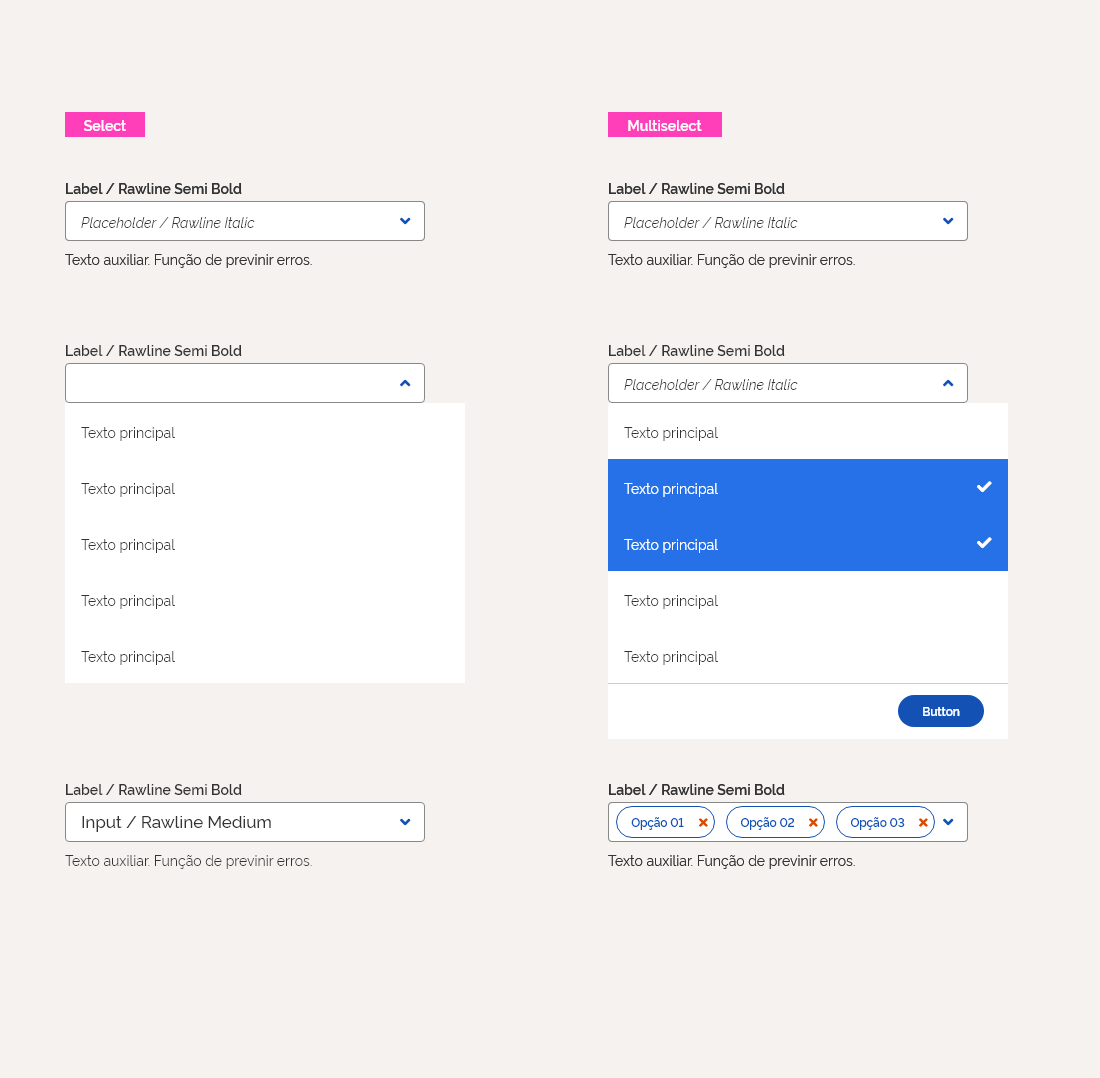 Select
Label / Rawline Semi Bold
Placeholder / Rawline Italic
Texto auxiliar. Função de previnir erros.
Label / Rawline Semi Bold
Texto principal
Texto principal
Texto principal
Texto principal
Texto principal
Label / Rawline Semi Bold
Input / Rawline Medium
Texto auxiliar. Função de previnir erros.
Multiselect
Label / Rawline Semi Bold
Placeholder / Rawline Italic
Texto auxiliar. Função de previnir erros.
Label / Rawline Semi Bold
Placeholder / Rawline Italic
Texto principal
Texto principal
Texto principal
Texto principal
Texto principal
Button
Label / Rawline Semi Bold
Opção 01 Opção 02 Opção 03
Texto auxiliar. Função de previnir erros.